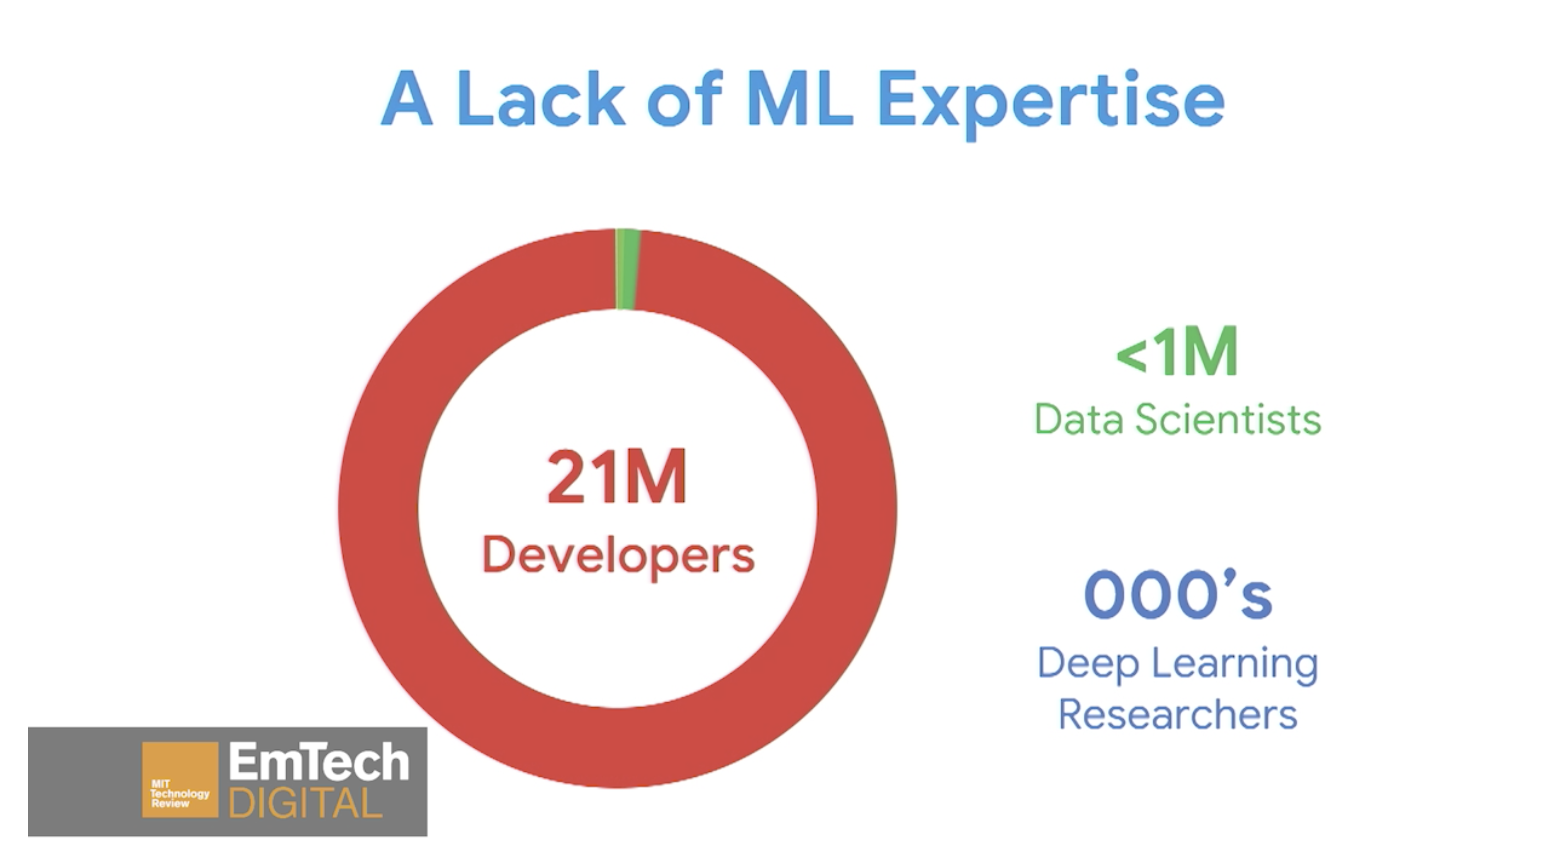 A Lack of ML Expertise
21M
Developers
<1M
Data Scientists
000’s
Deep Learning
Researchers
MIT
Technology
Review
EmTech
DIGITAL